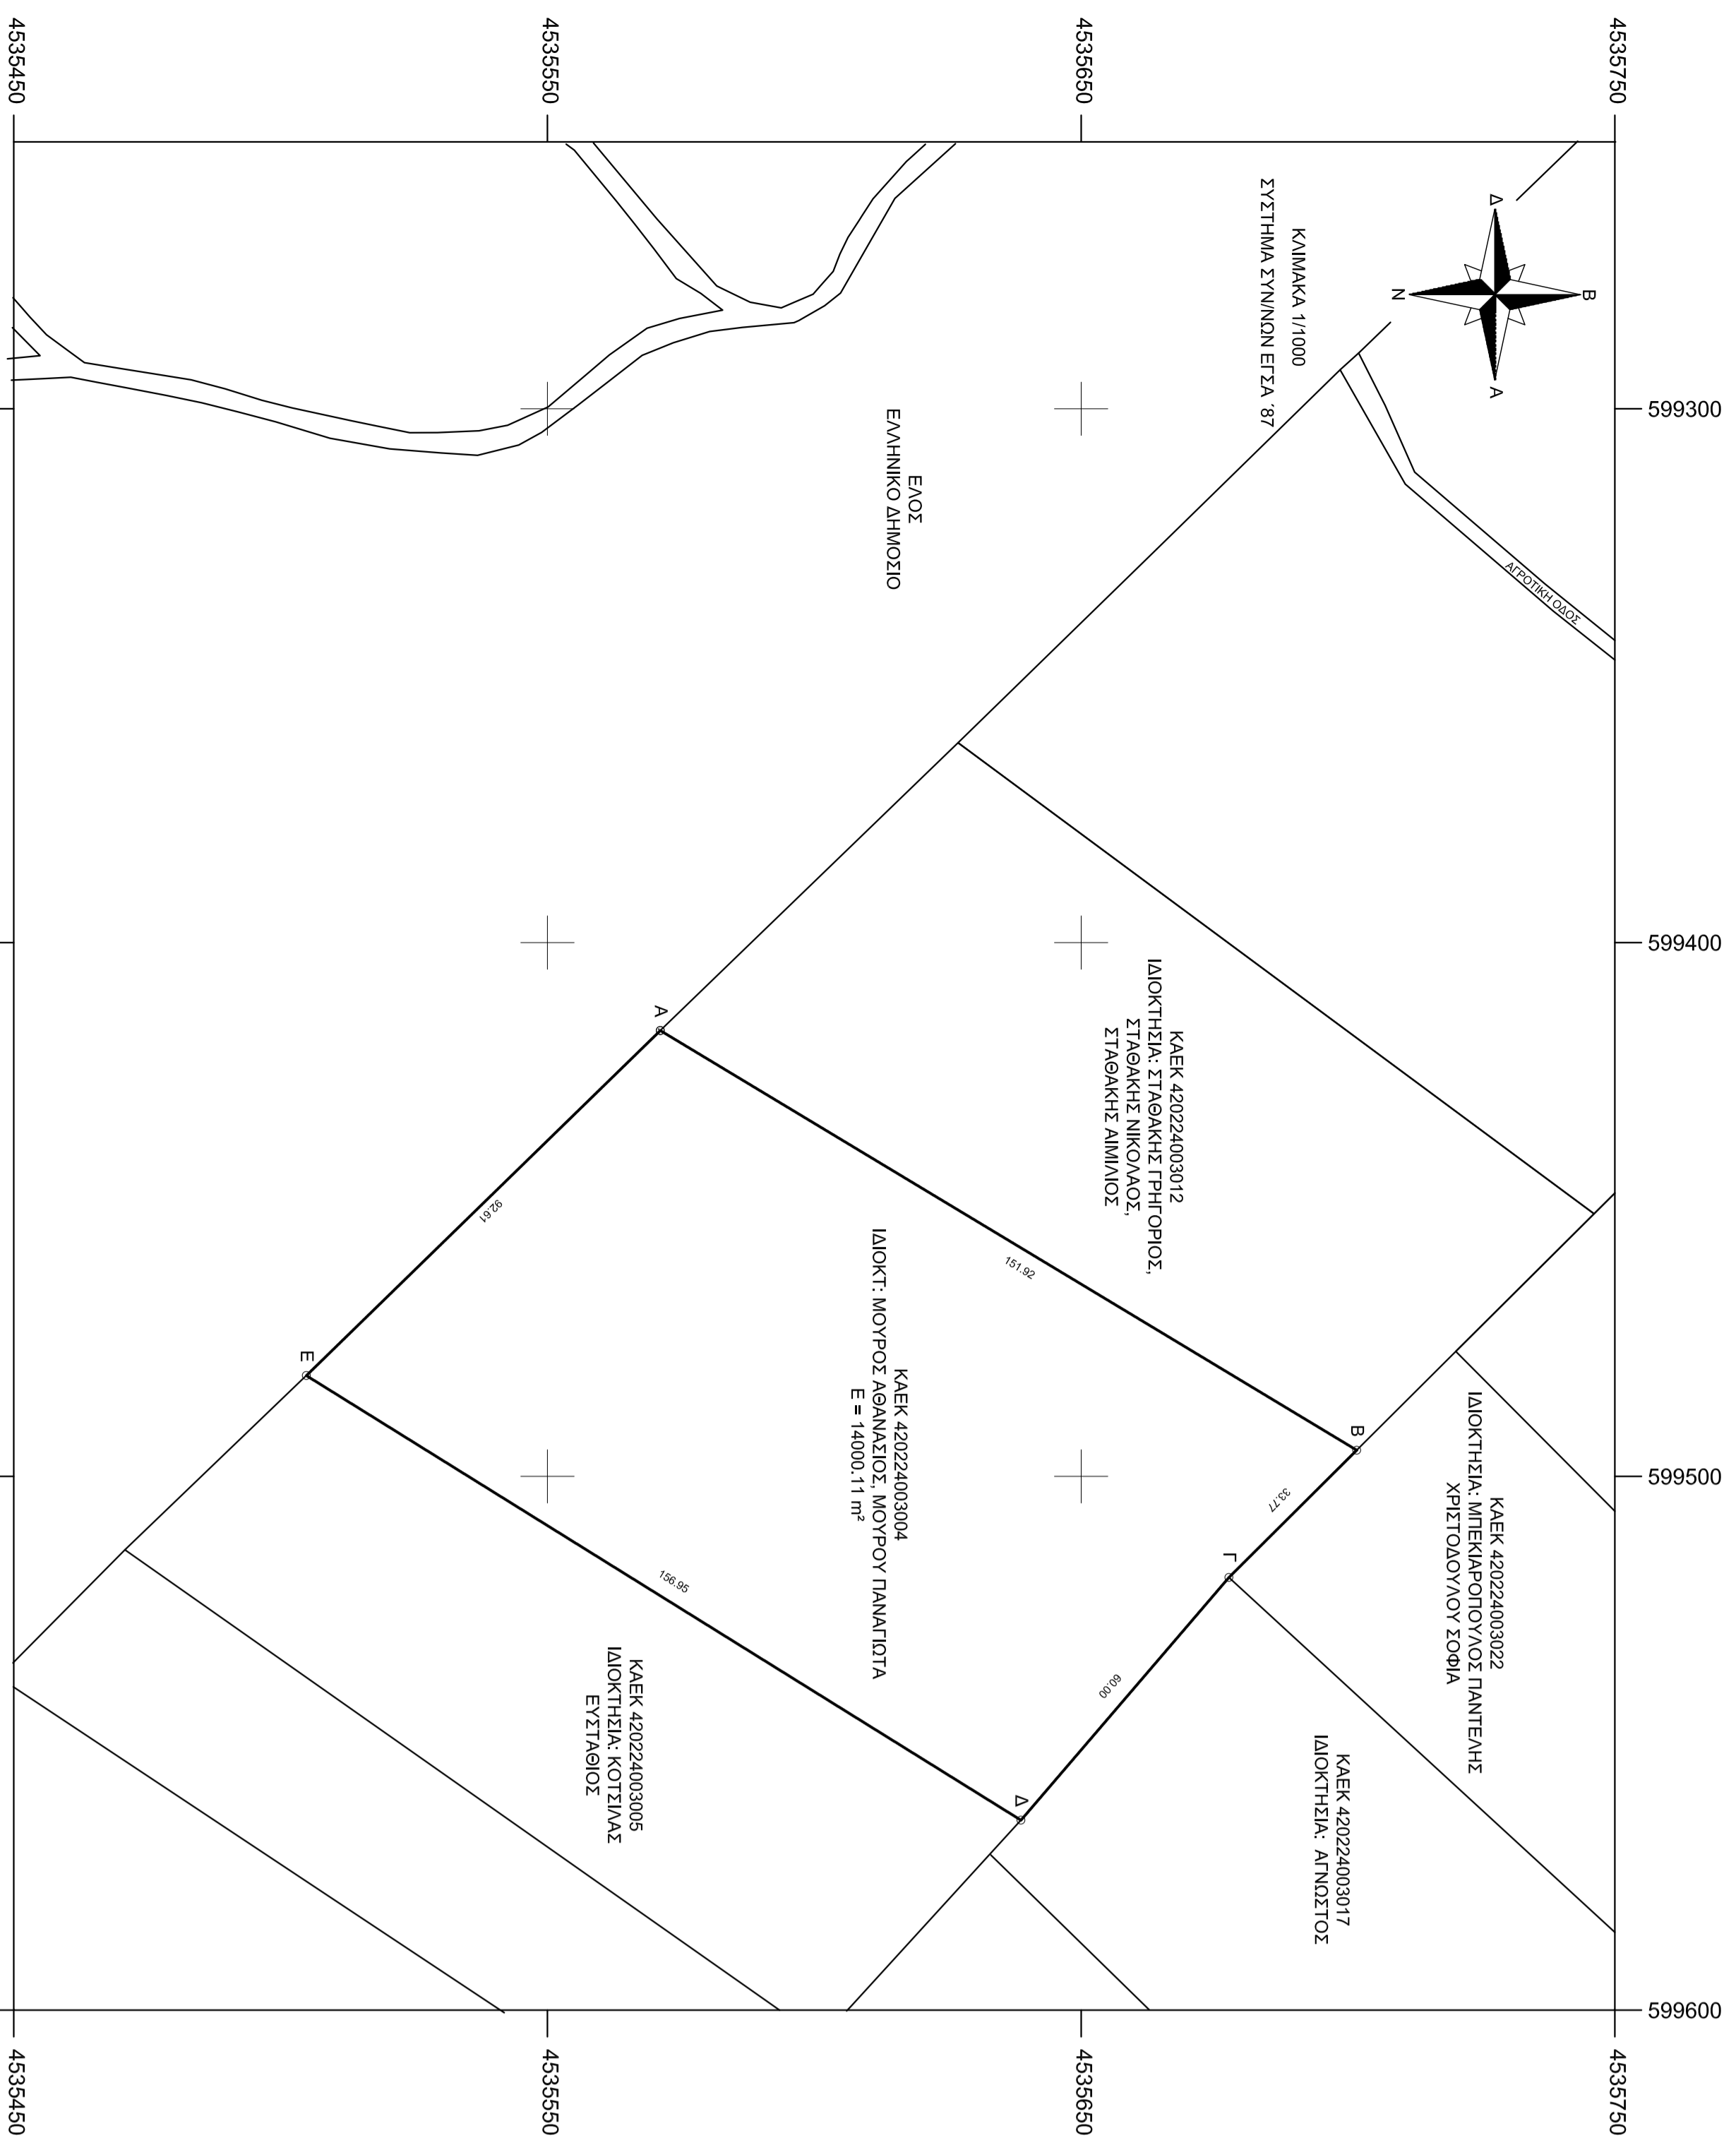 4535750
4535650
4535550
4535450
599300
599400
599500
599600
4535750
4535650
4535550
4535450
Β
Δ
Α
Ν
ΚΛΙΜΑΚΑ 1/1000
ΣΥΣΤΗΜΑ ΣΥΝ/ΝΩΝ ΕΓΣΑ '87
ΑΓΡΟΤΙΚΗ ΟΔΟΣ
ΕΛΟΣ
ΕΛΛΗΝΙΚΟ ΔΗΜΟΣΙΟ
ΚΑΕΚ 420224003012
ΙΔΙΟΚΤΗΣΙΑ: ΣΤΑΘΑΚΗΣ ΓΡΗΓΟΡΙΟΣ,
ΣΤΑΘΑΚΗΣ ΝΙΚΟΛΑΟΣ,
ΣΤΑΘΑΚΗΣ ΑΙΜΙΛΙΟΣ
ΚΑΕΚ 420224003022
ΙΔΙΟΚΤΗΣΙΑ: ΜΠΕΚΙΑΡΟΠΟΥΛΟΣ ΠΑΝΤΕΛΗΣ
ΧΡΙΣΤΟΔΟΥΛΟΥ ΣΟΦΙΑ
ΚΑΕΚ 420224003017
ΙΔΙΟΚΤΗΣΙΑ: ΑΓΝΩΣΤΟΣ
ΚΑΕΚ 420224003004
ΙΔΙΟΚΤ: ΜΟΥΡΟΣ ΑΘΑΝΑΣΙΟΣ, ΜΟΥΡΟΥ ΠΑΝΑΓΙΩΤΑ
Ε = 14000.11 m²
ΚΑΕΚ 420224003005
ΙΔΙΟΚΤΗΣΙΑ: ΚΟΤΣΙΛΑΣ
ΕΥΣΤΑΘΙΟΣ
Α
Β
Γ
Δ
Ε
151.92
33.77
60.00
156.95
92.61